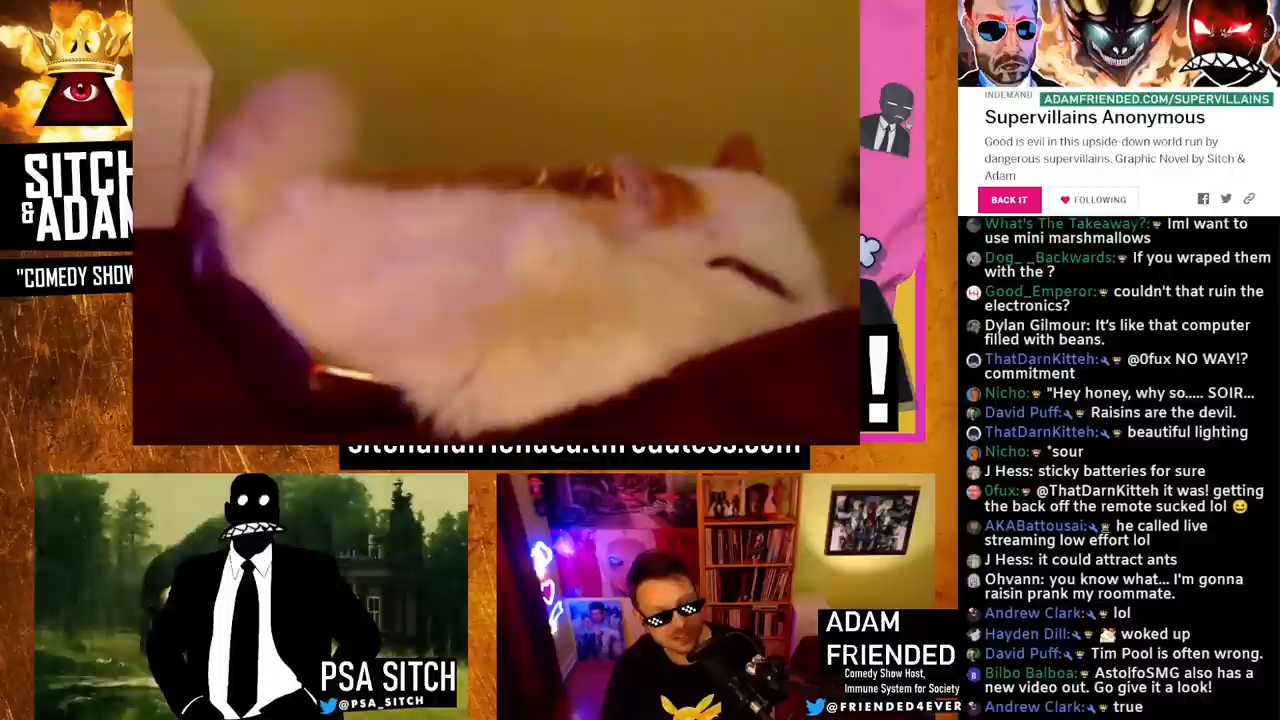 SITCH
& ADAM
"COMEDY SHOW
!
INDEMAND
ADAMFRIENDED.COM/SUPERVILLAINS
Supervillains Anonymous
Good is evil in this upside-down world run by
dangerous supervillains. Graphic Novel by Sitch &
Adam
BACK IT
FOLLOWING
What's The Takeaway?: ImI want to
use mini marshmallows
Dog_ _Backwards: If you wraped them
with the ?
Good_Emperor: couldn't that ruin the
electronics?
Dylan Gilmour: It's like that computer
filled with beans.
ThatDarnKitteh: @0fux NO WAY!?
commitment
Nicho: "Hey honey, why so..... SOIR...
David Puff: Raisins are the devil.
ThatDarnKitteh: beautiful lighting
Nicho: *sour
J Hess: sticky batteries for sure
0fux: @ThatDarnKitteh it was! getting
the back off the remote sucked lol 😆
AKABattousai: he called live
streaming low effort lol
J Hess: it could attract ants
Ohvann: you know what... I'm gonna
raisin prank my roommate.
Andrew Clark: lol
Hayden Dill: woked up
David Puff: Tim Pool is often wrong.
Bilbo Balboa: AstolfoSMG also has a
new video out. Go give it a look!
Andrew Clark: true
PSA SITCH
@PSA_SITCH
ADAM
FRIENDED
Comedy Show Host,
Immune System for Society
@FRIENDED4EVER